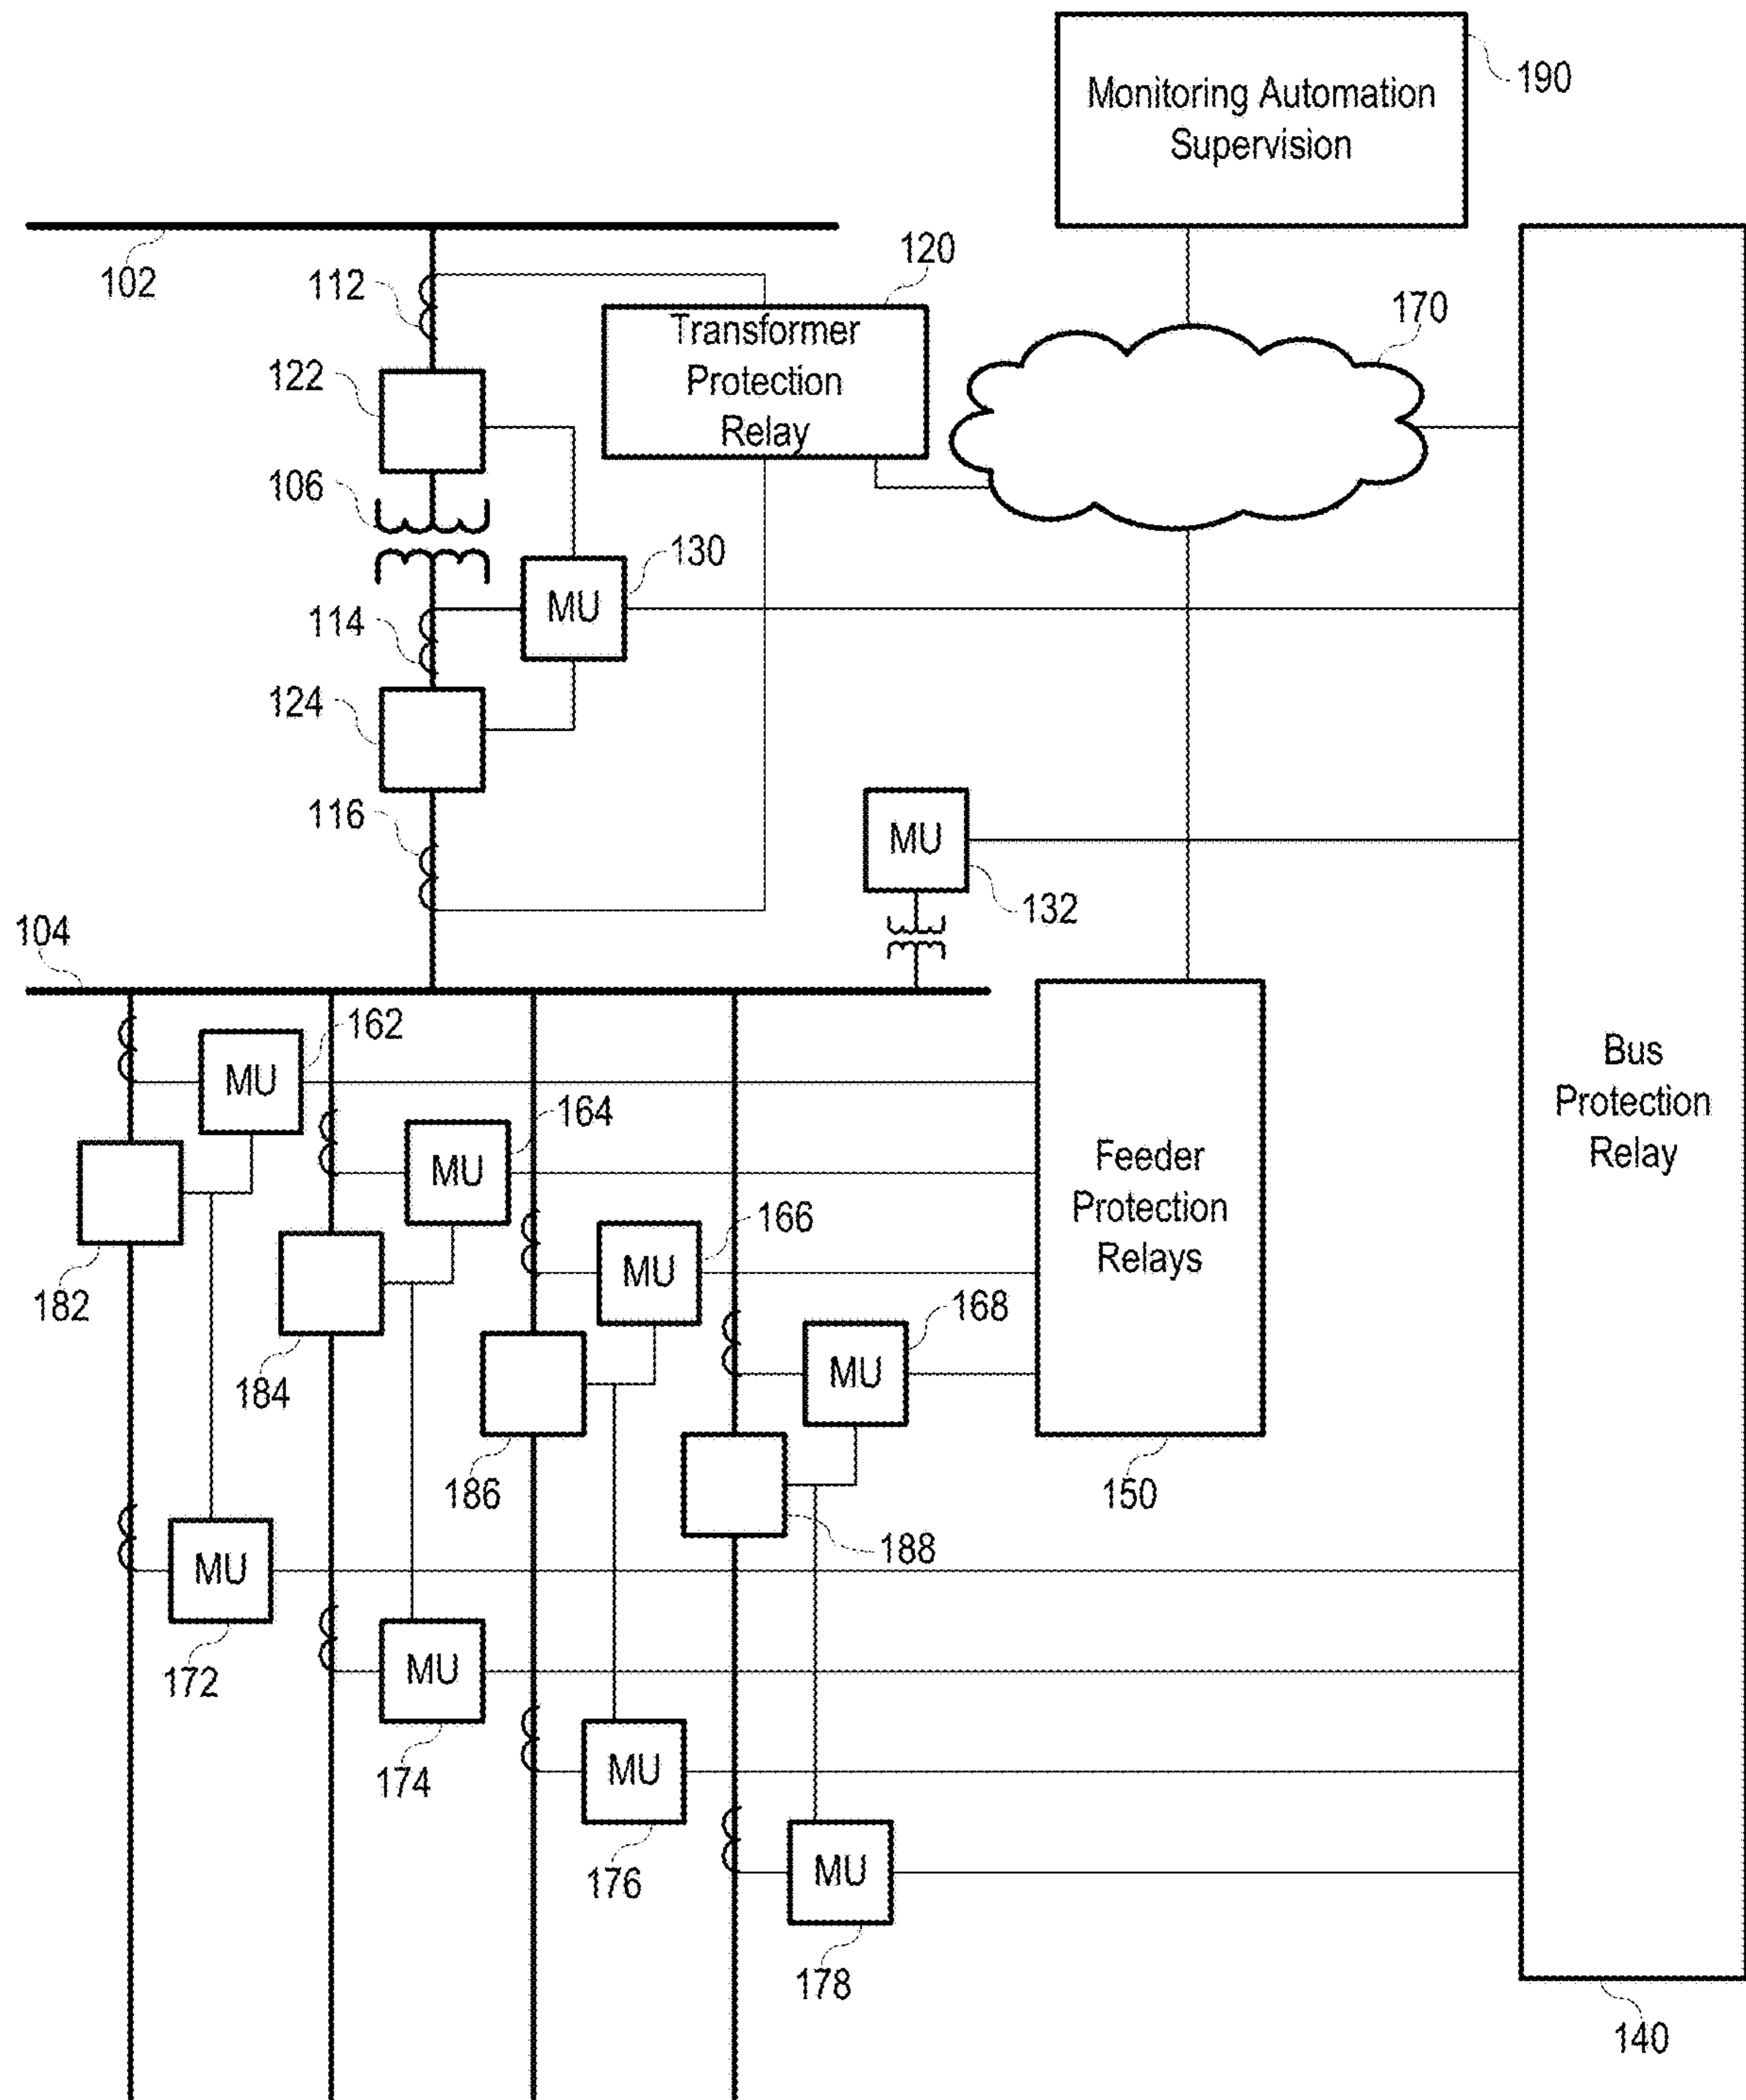 Monitoring Automation
Supervision
190
102
112
120
Transformer
Protection
Relay
170
122
106
130
MU
114
124
116
MU
132
104
162
MU
164
MU
166
MU
168
MU
182
184
186
188
Feeder
Protection
Relays
150
Bus
Protection
Relay
MU
172
MU
174
MU
176
MU
178
140